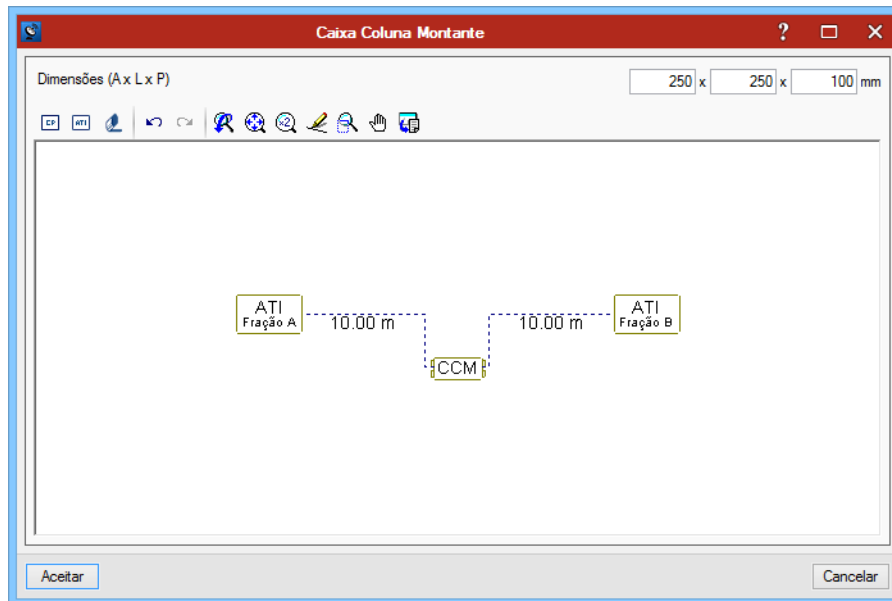 Caixa Coluna Montante
?
Dimensões (A x L x P)
250 x 250 x 100 mm
CP ATI x2
ATI
Fração A
10.00 m
10.00 m
ATI
Fração B
CCM
Aceitar
Cancelar